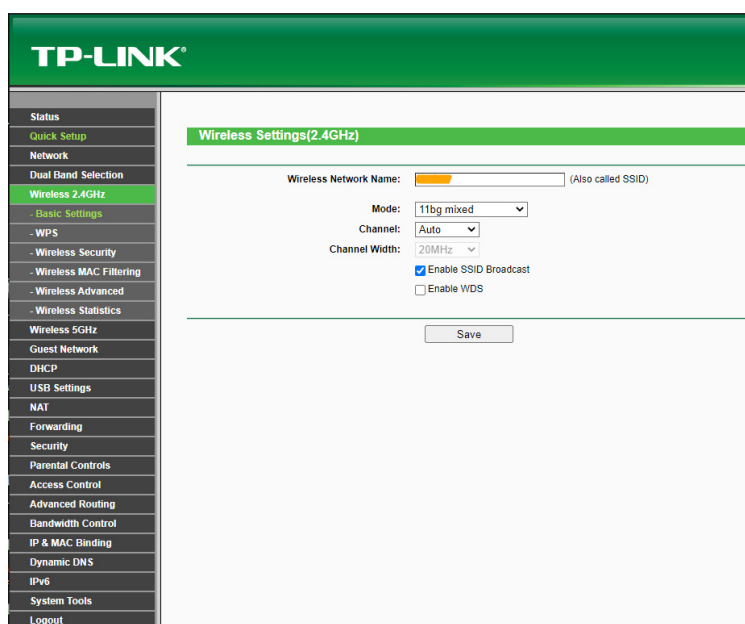 TP-LINK®
Status
Quick Setup
Network
Dual Band Selection
Wireless 2.4GHz
- Basic Settings
- WPS
- Wireless Security
- Wireless MAC Filtering
- Wireless Advanced
- Wireless Statistics
Wireless 5GHz
Guest Network
DHCP
USB Settings
NAT
Forwarding
Security
Parental Controls
Access Control
Advanced Routing
Bandwidth Control
IP & MAC Binding
Dynamic DNS
IPv6
System Tools
Logout
Wireless Settings(2.4GHz)
Wireless Network Name: (Also called SSID)
Mode: 11bg mixed
Channel: Auto
Channel Width: 20MHz
Enable SSID Broadcast
Enable WDS
Save